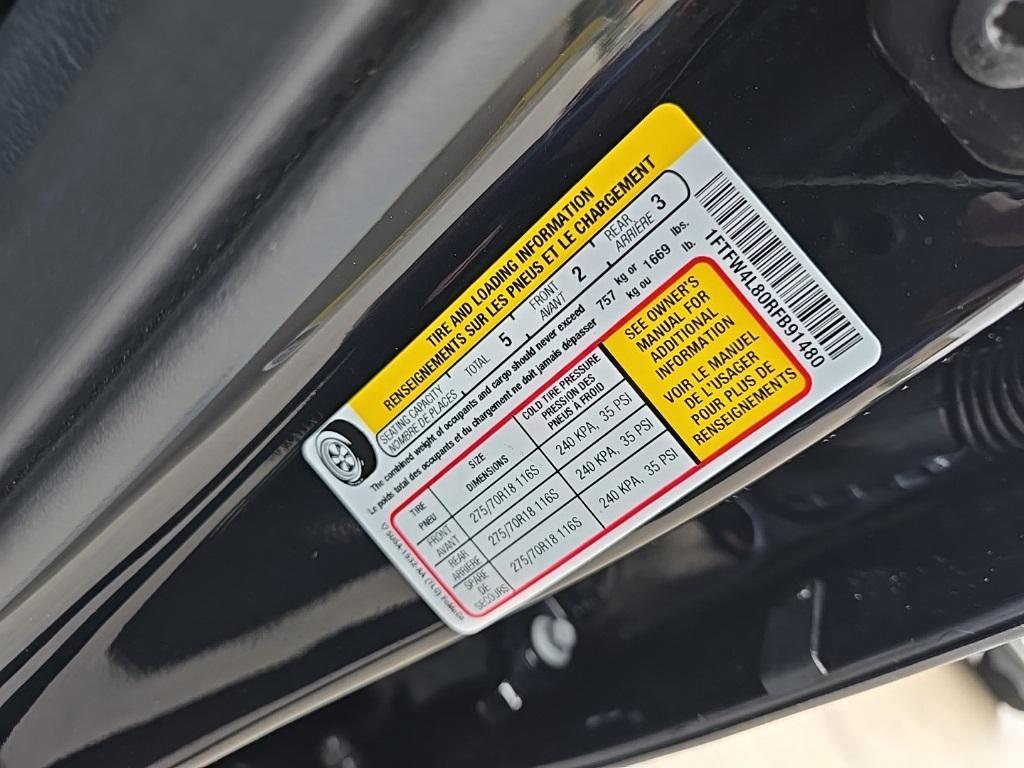 TIRE AND LOADING INFORMATION
RENSEIGNEMENTS SUR LES PNEUS ET LE CHARGEMENT
SEATING CAPACITY
NOMBRE DE PLACES
TOTAL 5
FRONT
AVANT 2
REAR
ARRIÈRE 3
The combined weight of occupants and cargo should never exceed 757 kg or 1669 lbs.
Le poids total des occupants et du chargement ne doit jamais dépasser kg ou lb.
TIRE
PNEU
SIZE
DIMENSIONS
COLD TIRE PRESSURE
PRESSION DES
PNEUS A FROID
FRONT
AVANT
275/70R18 116S
240 KPA, 35 PSI
REAR
ARRIÈRE
275/70R18 116S
240 KPA, 35 PSI
SPARE
DE
SECOURS
275/70R18 116S
240 KPA, 35 PSI
SEE OWNER'S
MANUAL FOR
ADDITIONAL
INFORMATION
VOIR LE MANUEL
DE L'USAGER
POUR PLUS DE
RENSEIGNEMENTS
1FTFW4L80RFB91480